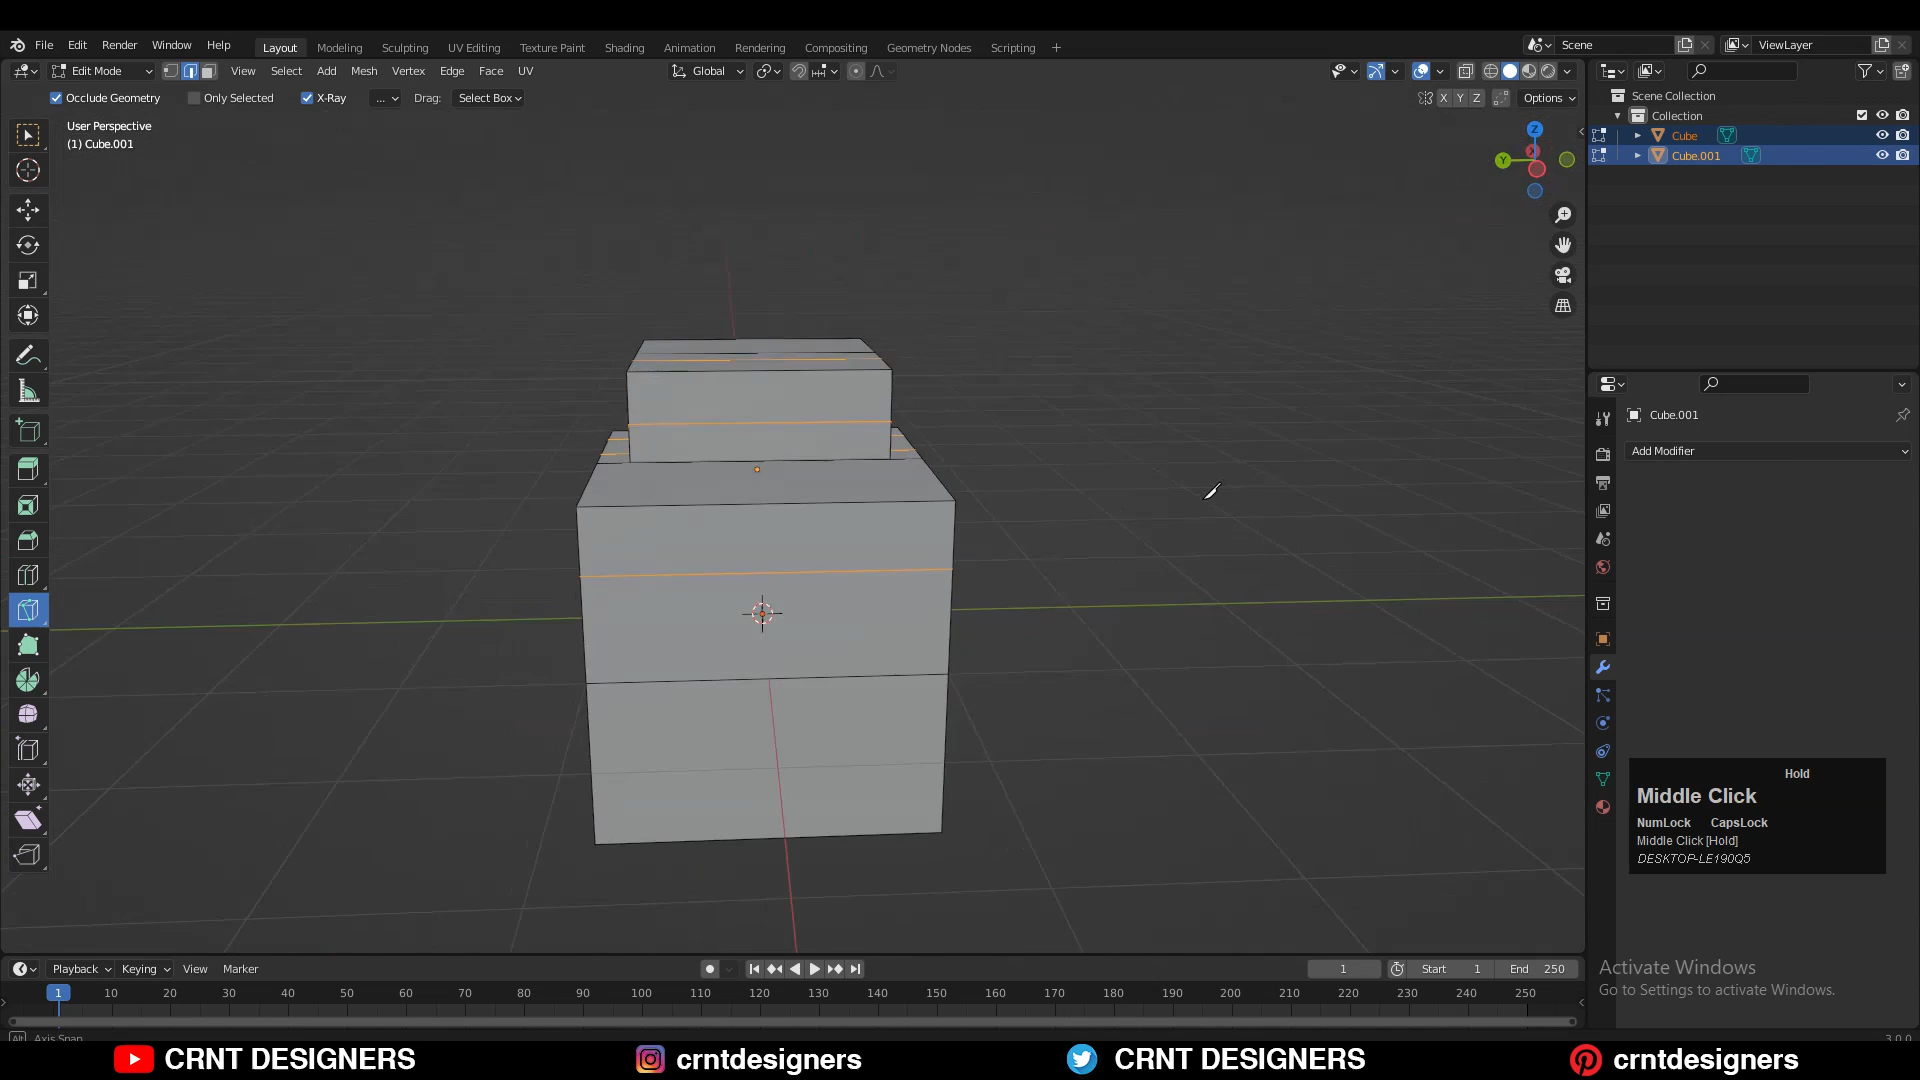 File Edit Render Window Help Layout Modeling Sculpting UV Editing Texture Paint Shading Animation Rendering Compositing Geometry Nodes Scripting + Scene ViewLayer
Edit Mode View Select Add Mesh Vertex Edge Face UV Global
Occlude Geometry Only Selected X-Ray ... Drag: Select Box X Y Z Options
User Perspective
(1) Cube.001
Z
Y
Scene Collection
Collection
Cube
Cube.001
Cube.001
Add Modifier
Hold
Middle Click
NumLock CapsLock
Middle Click [Hold]
DESKTOP-LE190Q5
Playback Keying View Marker 1 Start 1 End 250
1 10 20 30 40 50 60 70 80 90 100 110 120 130 140 150 160 170 180 190 200 210 220 230 240 250
Activate Windows
Go to Settings to activate Windows.
Alt Axis Snap 3.0.0
CRNT DESIGNERS crntdesigners CRNT DESIGNERS crntdesigners